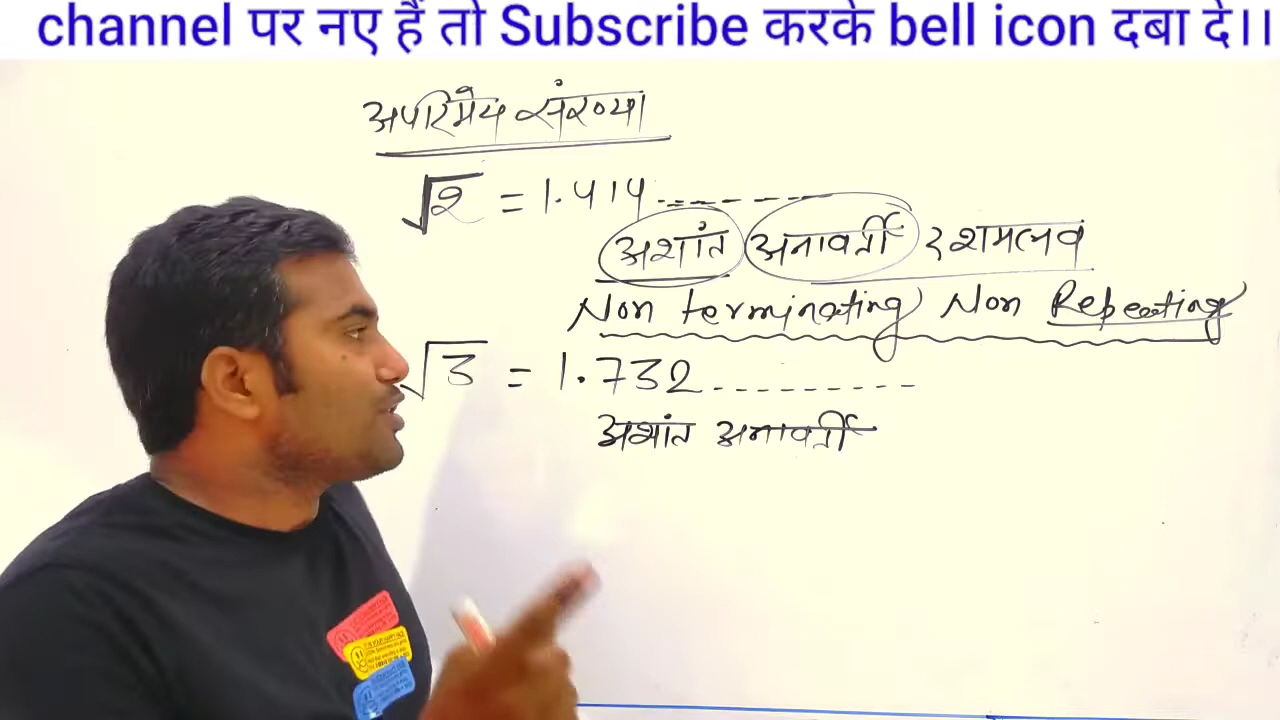 channel पर नए हैं तो Subscribe करके bell icon दबा दे।।
अपरिमेय संख्या
√2 = 1.414 --------
अशांत अनावर्ती दशमलव
Non terminating Non Repeating
√3 = 1.732 ---------
अशांत अनावर्ती